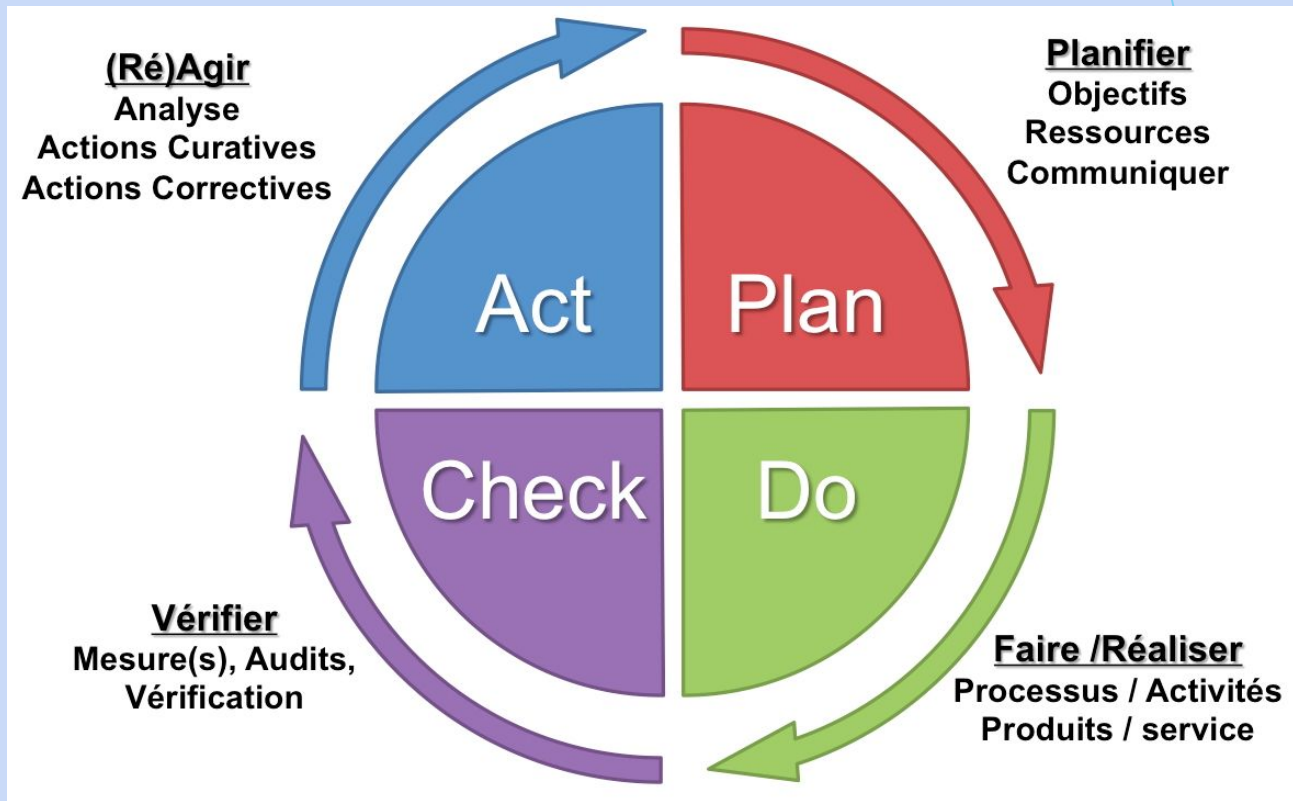 (Ré)Agir
Analyse
Actions Curatives
Actions Correctives
Planifier
Objectifs
Ressources
Communiquer
Act
Plan
Check
Do
Vérifier
Mesure(s), Audits,
Vérification
Faire /Réaliser
Processus / Activités
Produits / service